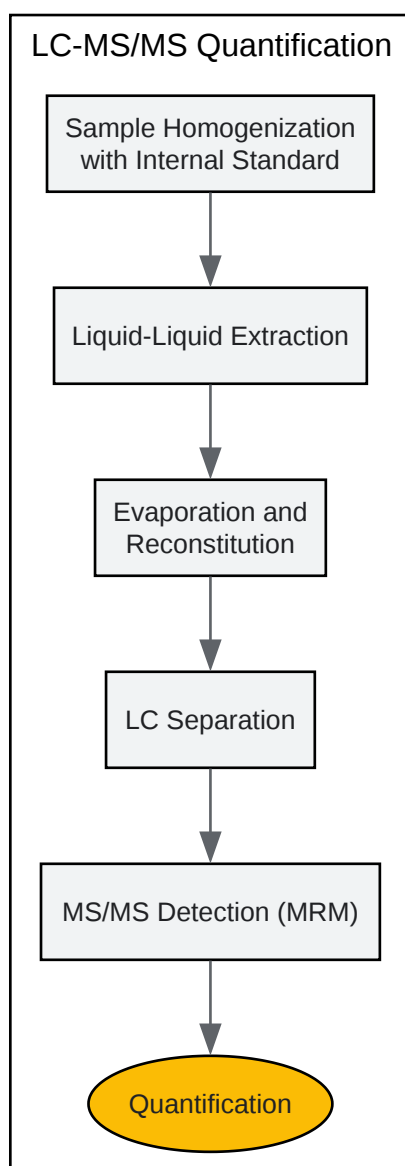 LC-MS/MS Quantification
Sample Homogenization
with Internal Standard
Liquid-Liquid Extraction
Evaporation and
Reconstitution
LC Separation
MS/MS Detection (MRM)
Quantification